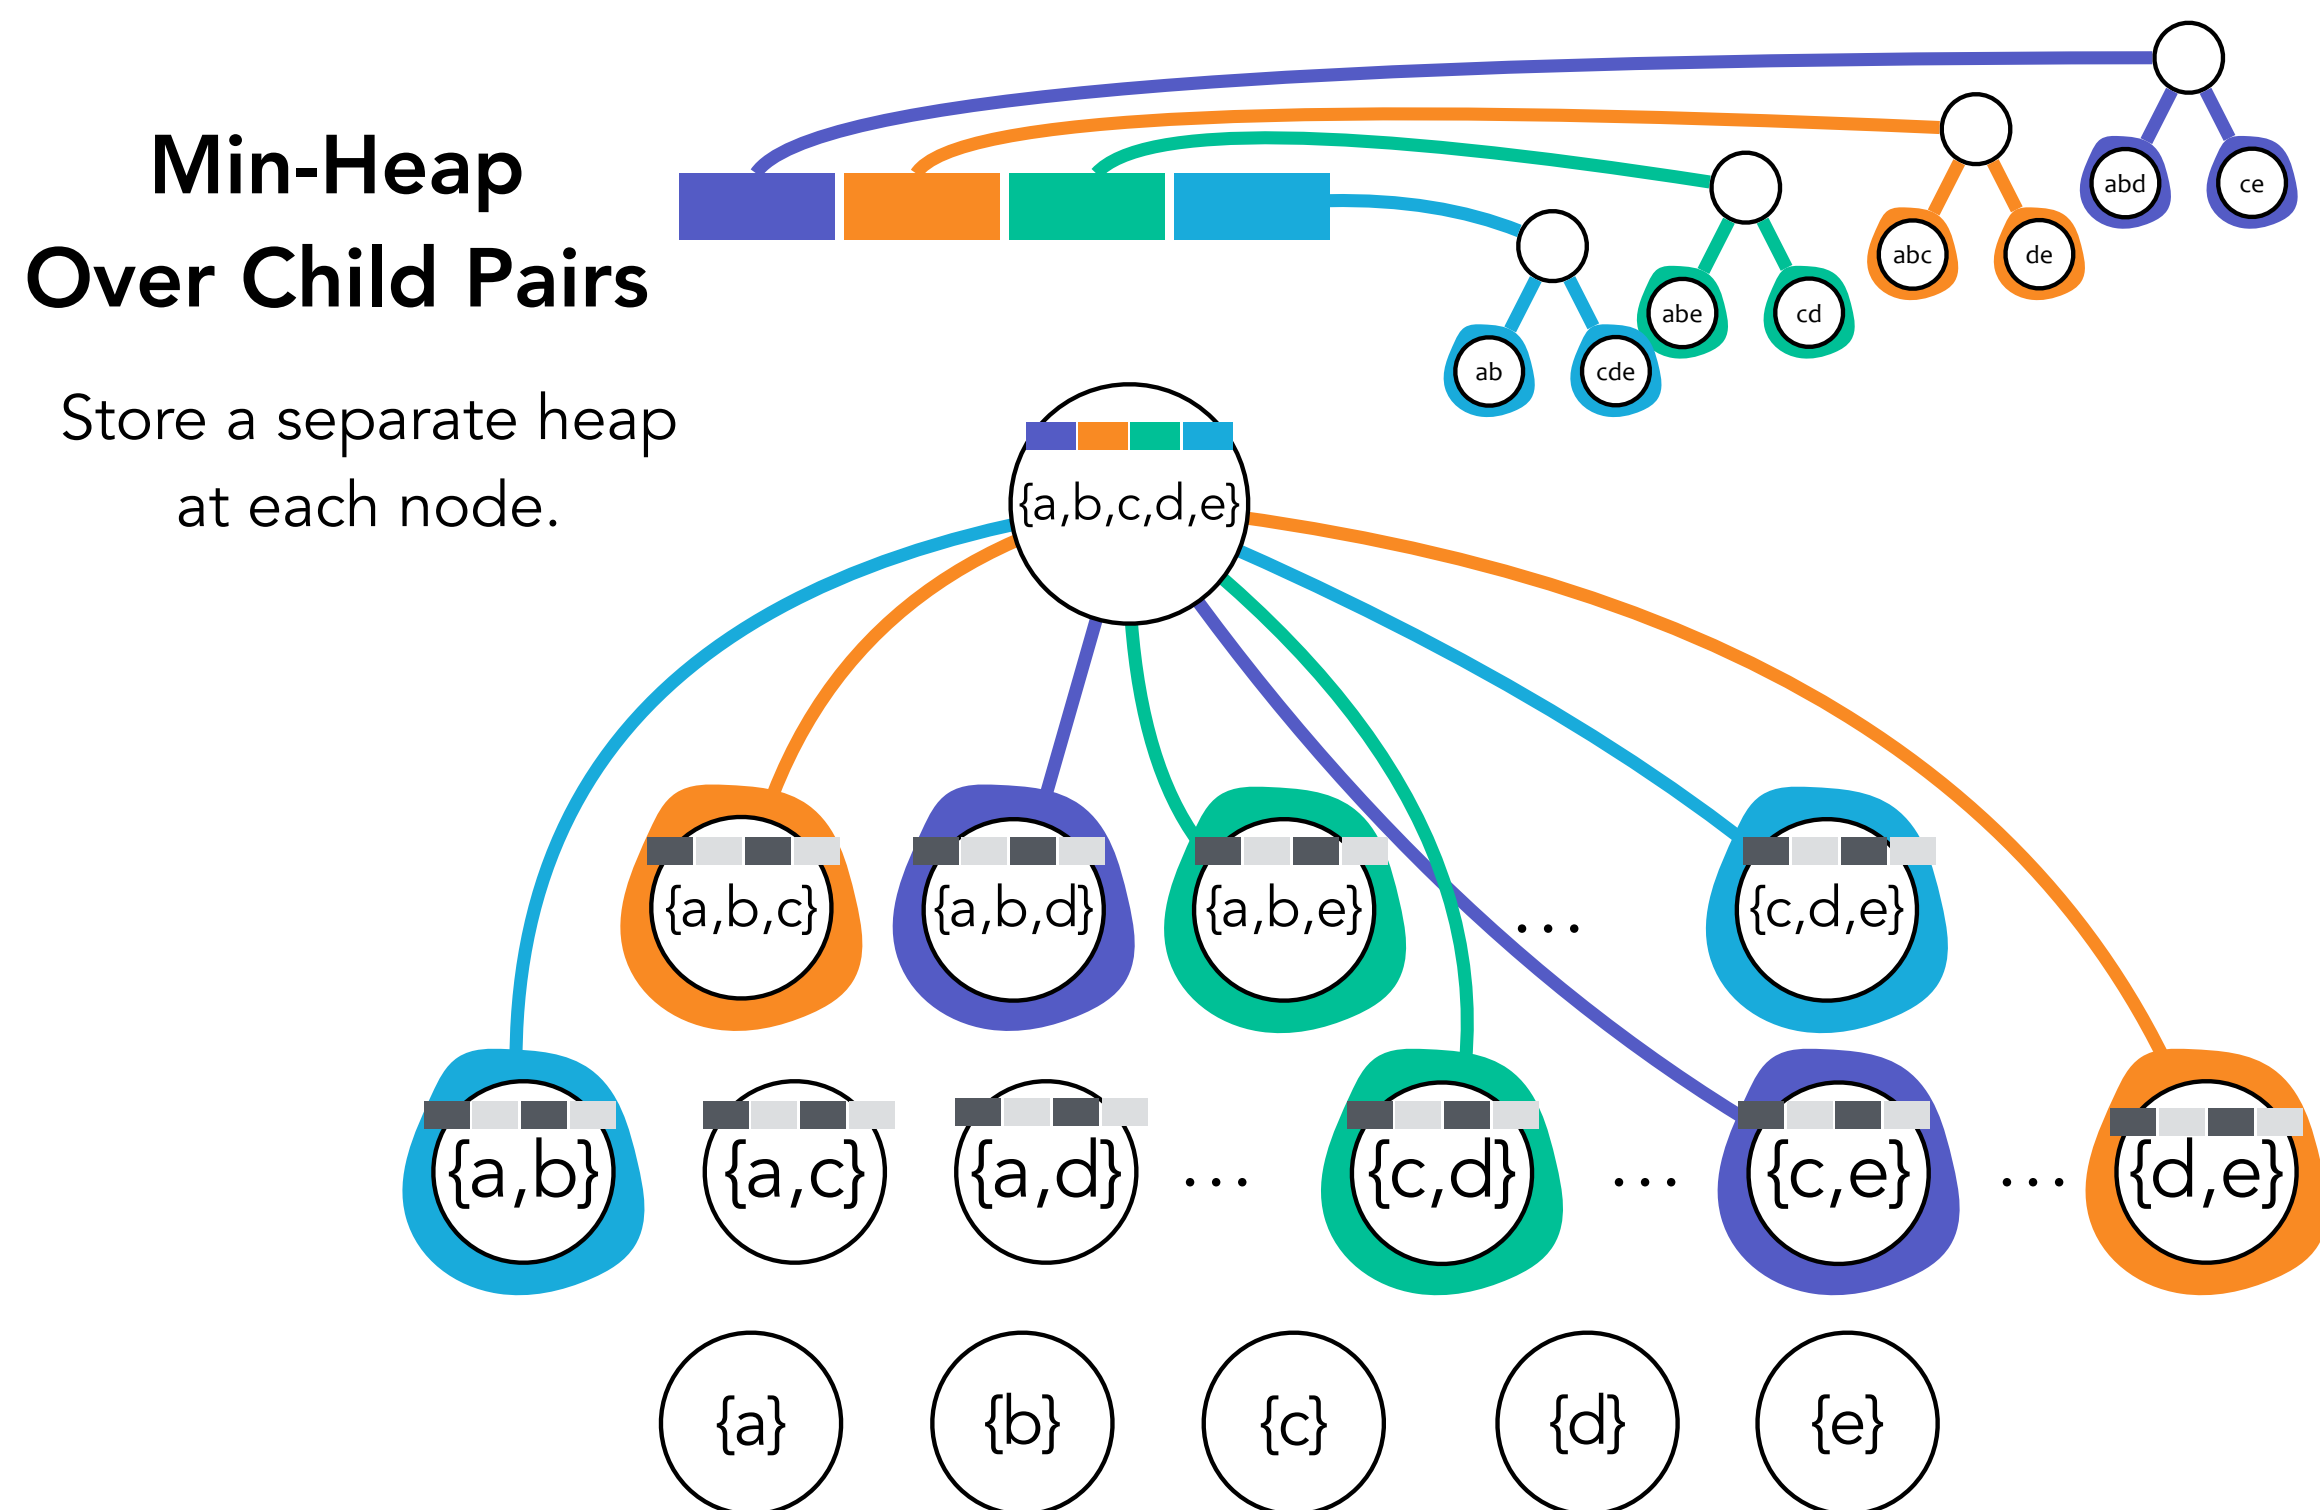 Min-Heap
Over Child Pairs
Store a separate heap
at each node.
abd
ce
abc
de
abe
cd
ab
cde
{a,b,c,d,e}
{a,b,c}
{a,b,d}
{a,b,e}
...
{c,d,e}
{a,b}
{a,c}
{a,d}
...
{c,d}
...
{c,e}
...
{d,e}
{a}
{b}
{c}
{d}
{e}